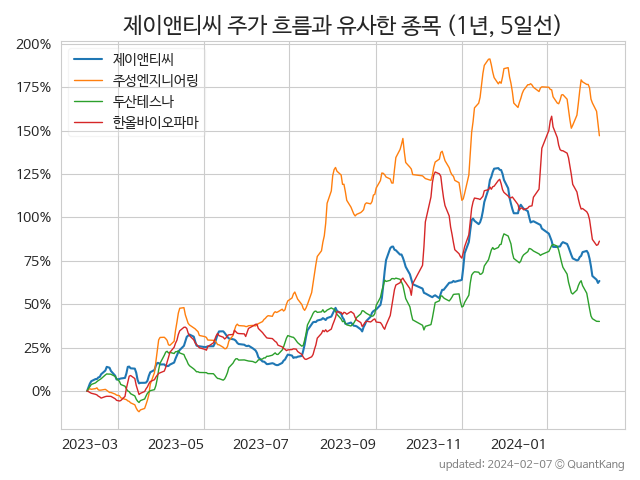 제이앤티씨 주가 흐름과 유사한 종목 (1년, 5일선)
200%
175%
150%
125%
100%
75%
50%
25%
0%
제이앤티씨
주성엔지니어링
두산테스나
한올바이오파마
2023-03 2023-05 2023-07 2023-09 2023-11 2024-01
updated: 2024-02-07 © QuantKang